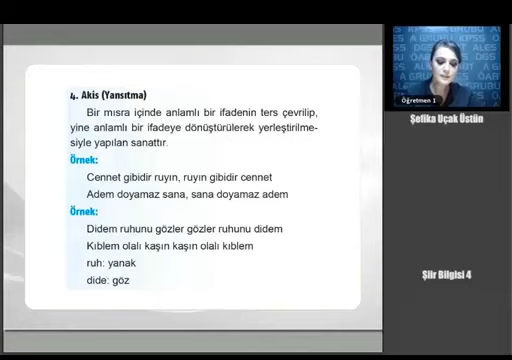 4. Akis (Yansıtma)
Bir mısra içinde anlamlı bir ifadenin ters çevrilip,
yine anlamlı bir ifadeye dönüştürülerek yerleştirilme-
siyle yapılan sanattır.
Örnek:
Cennet gibidir ruyın, ruyın gibidir cennet
Adem doyamaz sana, sana doyamaz adem
Örnek:
Didem ruhunu gözler gözler ruhunu didem
Kıblem olalı kaşın kaşın olalı kıblem
ruh: yanak
dide: göz
Öğretmen 1
Şefika Uçak Üstün
Şiir Bilgisi 4